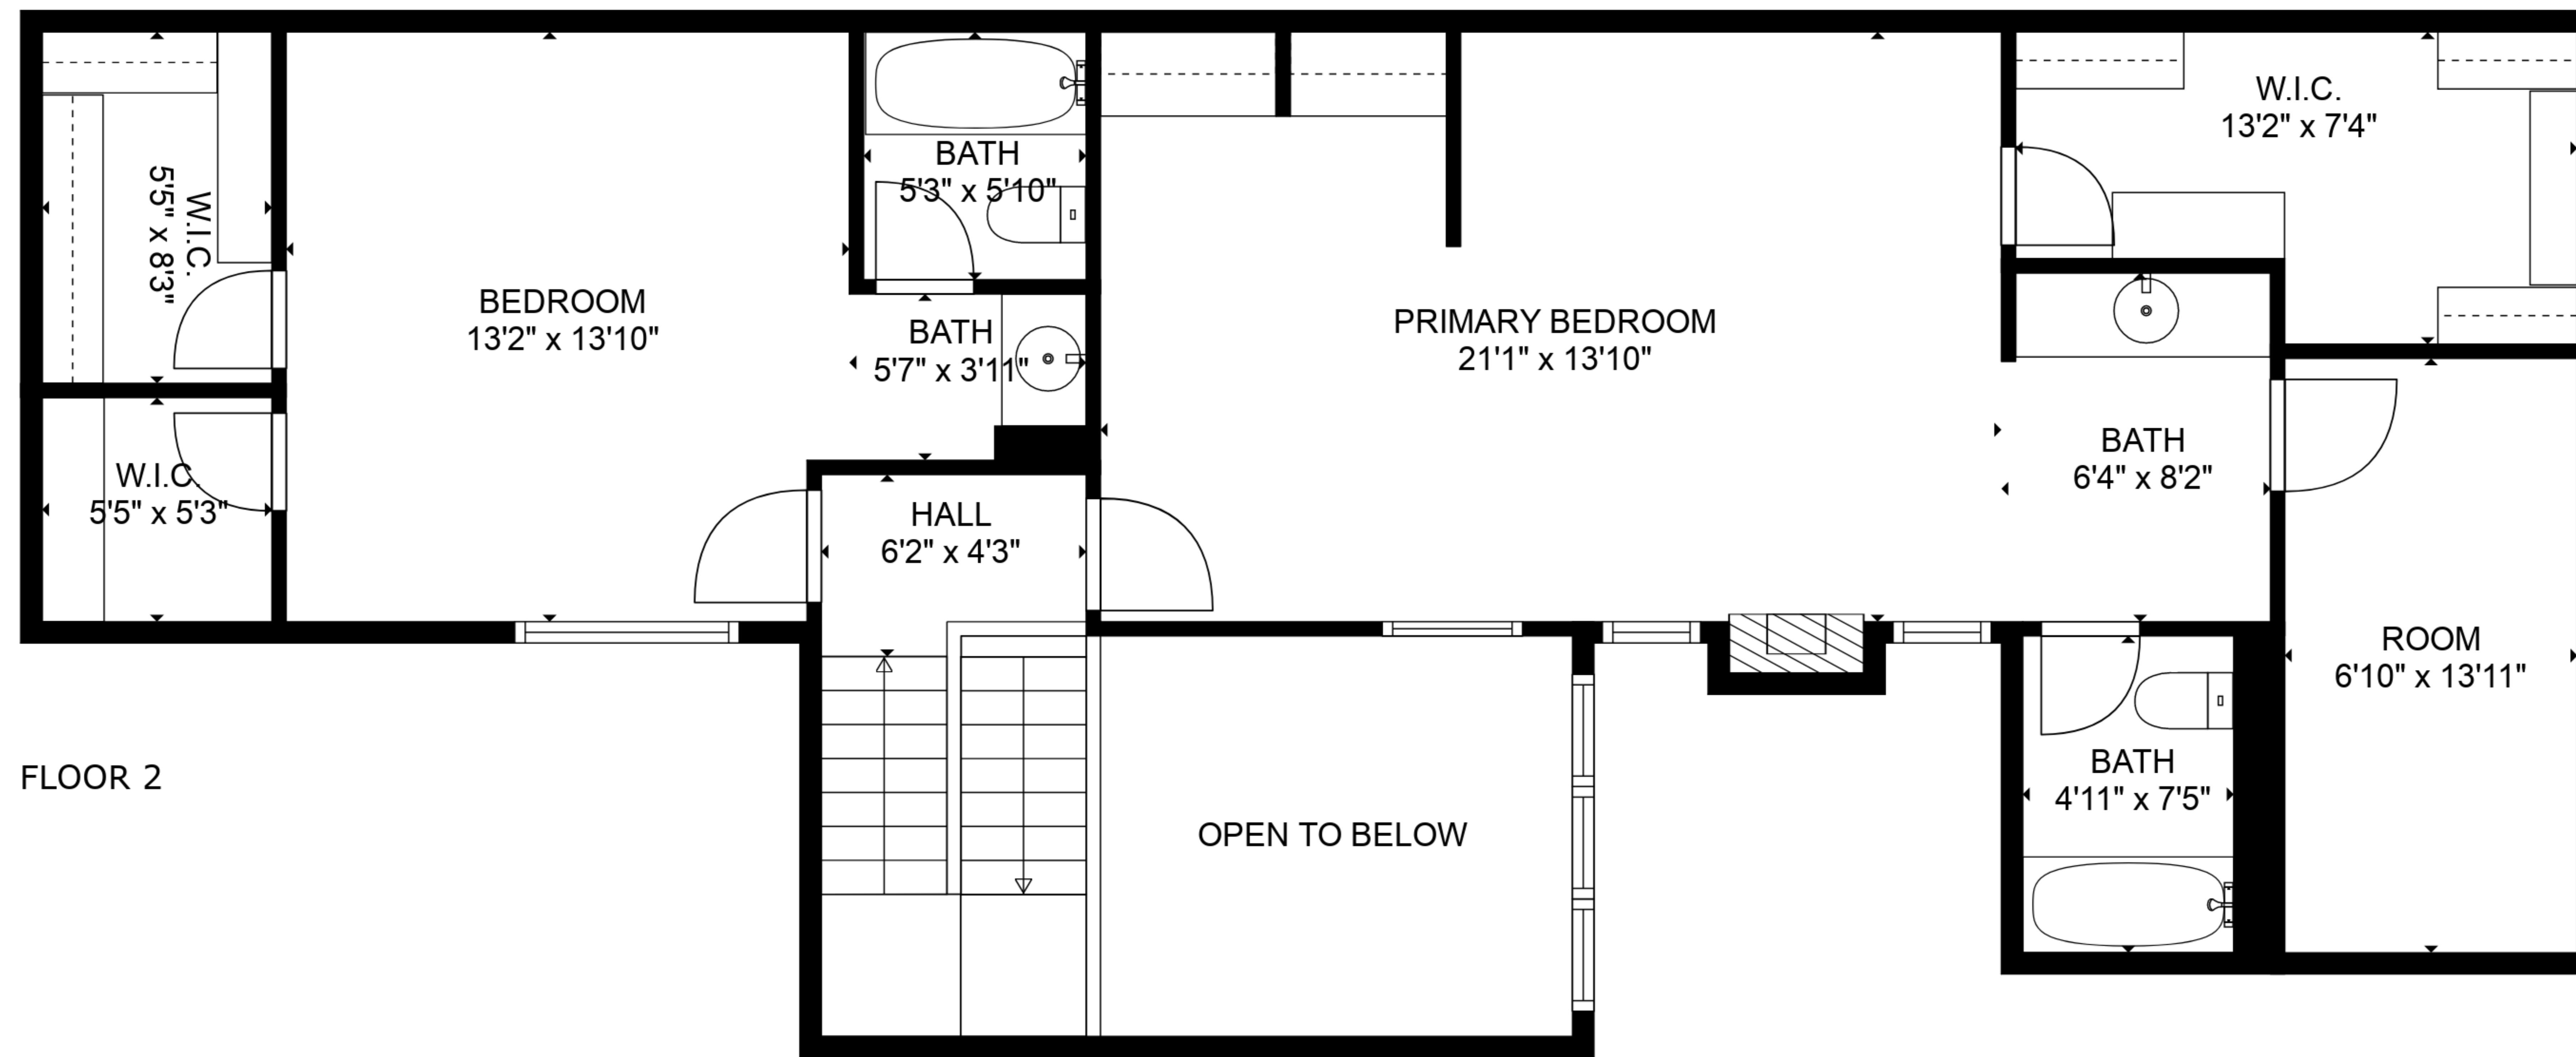 W.I.C.
5'5" x 8'3"
W.I.C.
5'5" x 5'3"
BEDROOM
13'2" x 13'10"
BATH
5'3" x 5'10"
BATH
5'7" x 3'11"
HALL
6'2" x 4'3"
PRIMARY BEDROOM
21'1" x 13'10"
W.I.C.
13'2" x 7'4"
BATH
6'4" x 8'2"
ROOM
6'10" x 13'11"
BATH
4'11" x 7'5"
OPEN TO BELOW
FLOOR 2